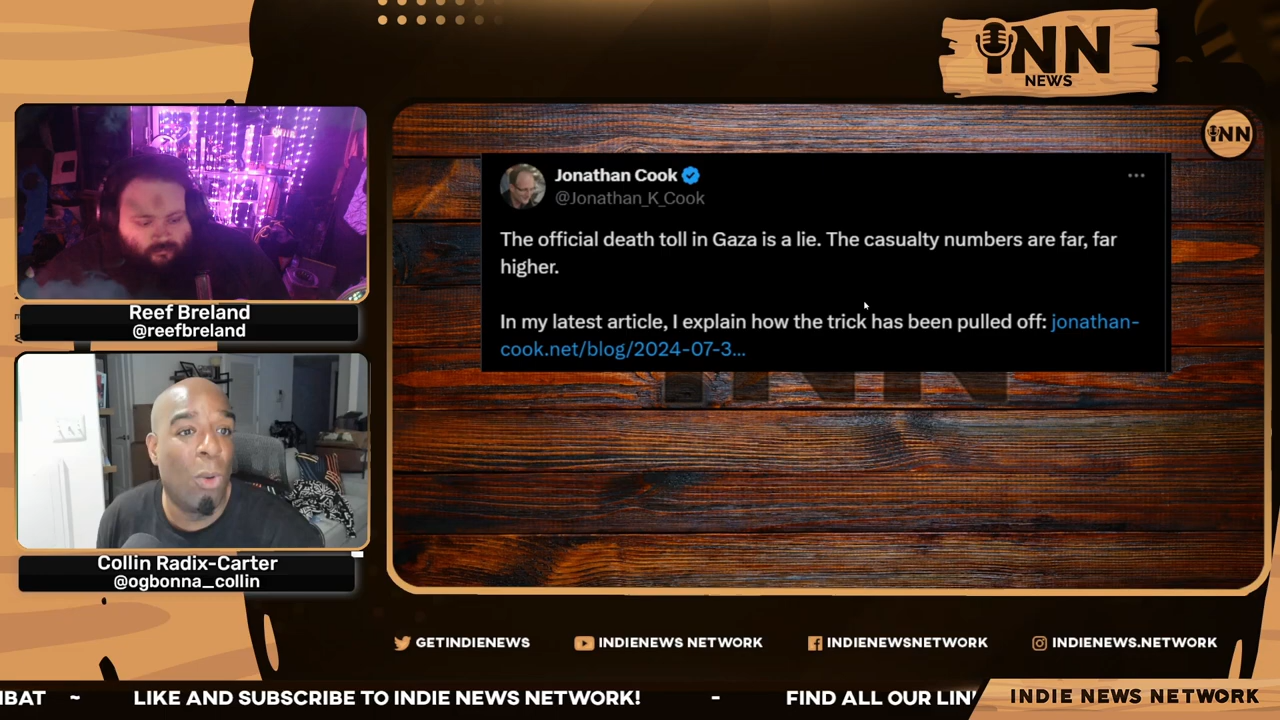 INN
NEWS
INN
Jonathan Cook
@Jonathan_K_Cook
The official death toll in Gaza is a lie. The casualty numbers are far, far
higher.
In my latest article, I explain how the trick has been pulled off: jonathan-
cook.net/blog/2024-07-3...
INN
Reef Breland
@reefbreland
Collin Radix-Carter
@ogbonna_collin
GETINDIENEWS
INDIENEWS NETWORK
INDIENEWSNETWORK
INDIENEWS.NETWORK
~ LIKE AND SUBSCRIBE TO INDIE NEWS NETWORK! - FIND ALL OUR
INDIE NEWS NETWORK